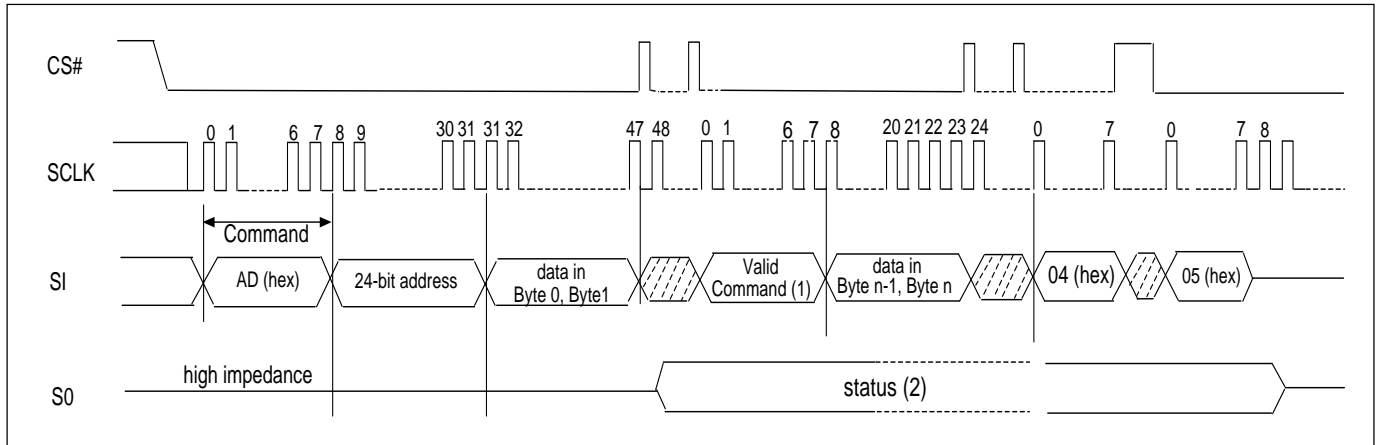 CS#
0 1 6 7 8 9 30 31 31 32 47 48 0 1 6 7 8 20 21 22 23 24 0 7 0 7 8
SCLK
Command
SI
AD (hex)
24-bit address
data in
Byte 0, Byte1
Valid
Command (1)
data in
Byte n-1, Byte n
04 (hex)
05 (hex)
high impedance
S0
status (2)